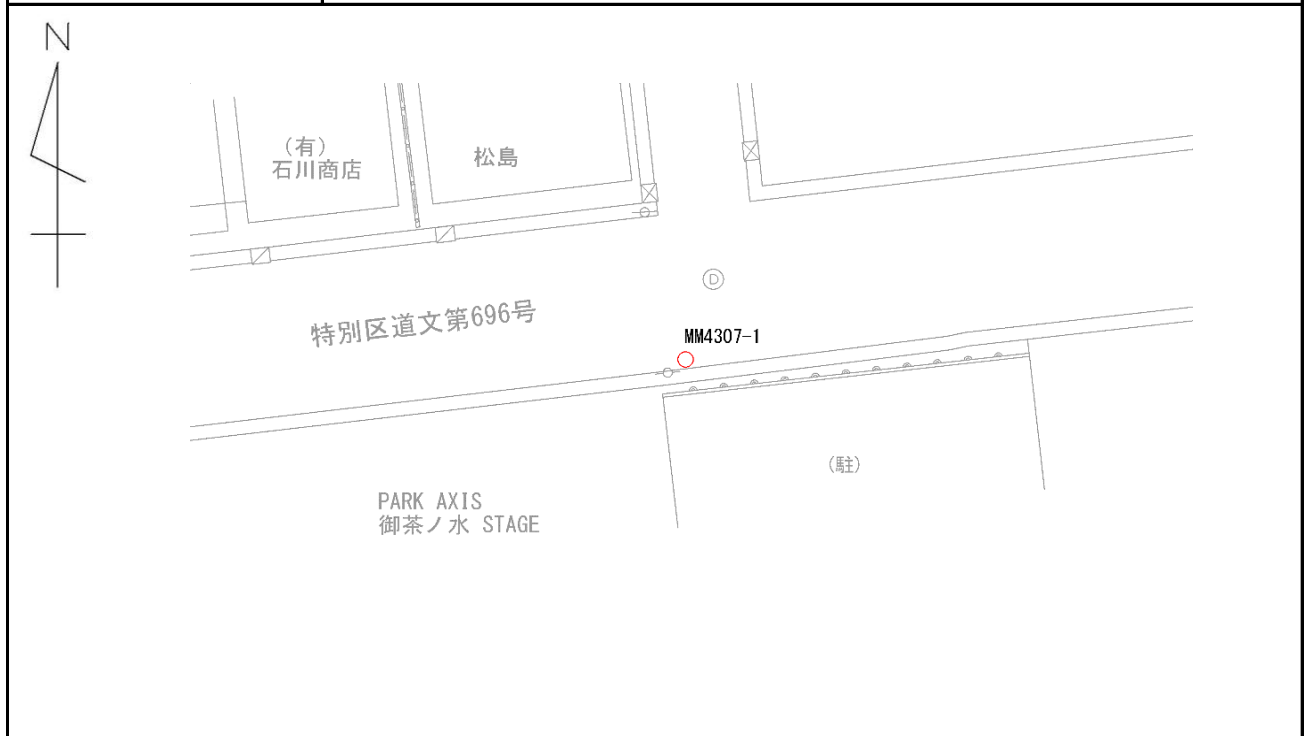 N
(有)
石川商店
松島
D
特別区道文第696号
MM4307-1
(駐)
PARK AXIS
御茶ノ水 STAGE